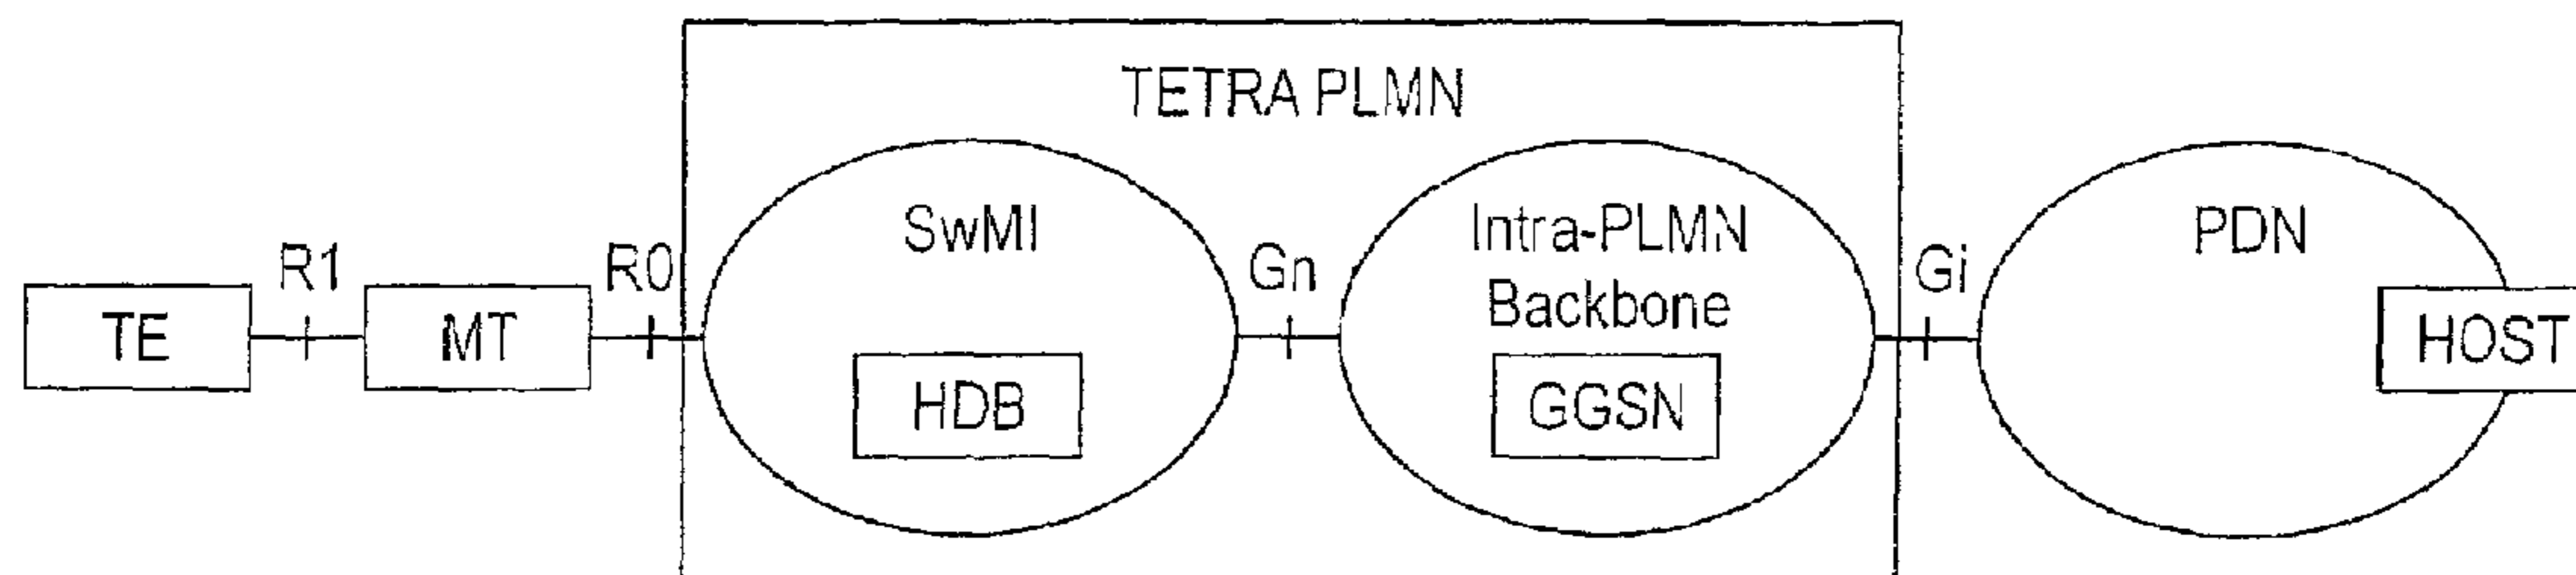 TETRA PLMN
TE
R1
MT
R0
SwMI
HDB
Gn
Intra-PLMN
Backbone
GGSN
Gi
PDN
HOST